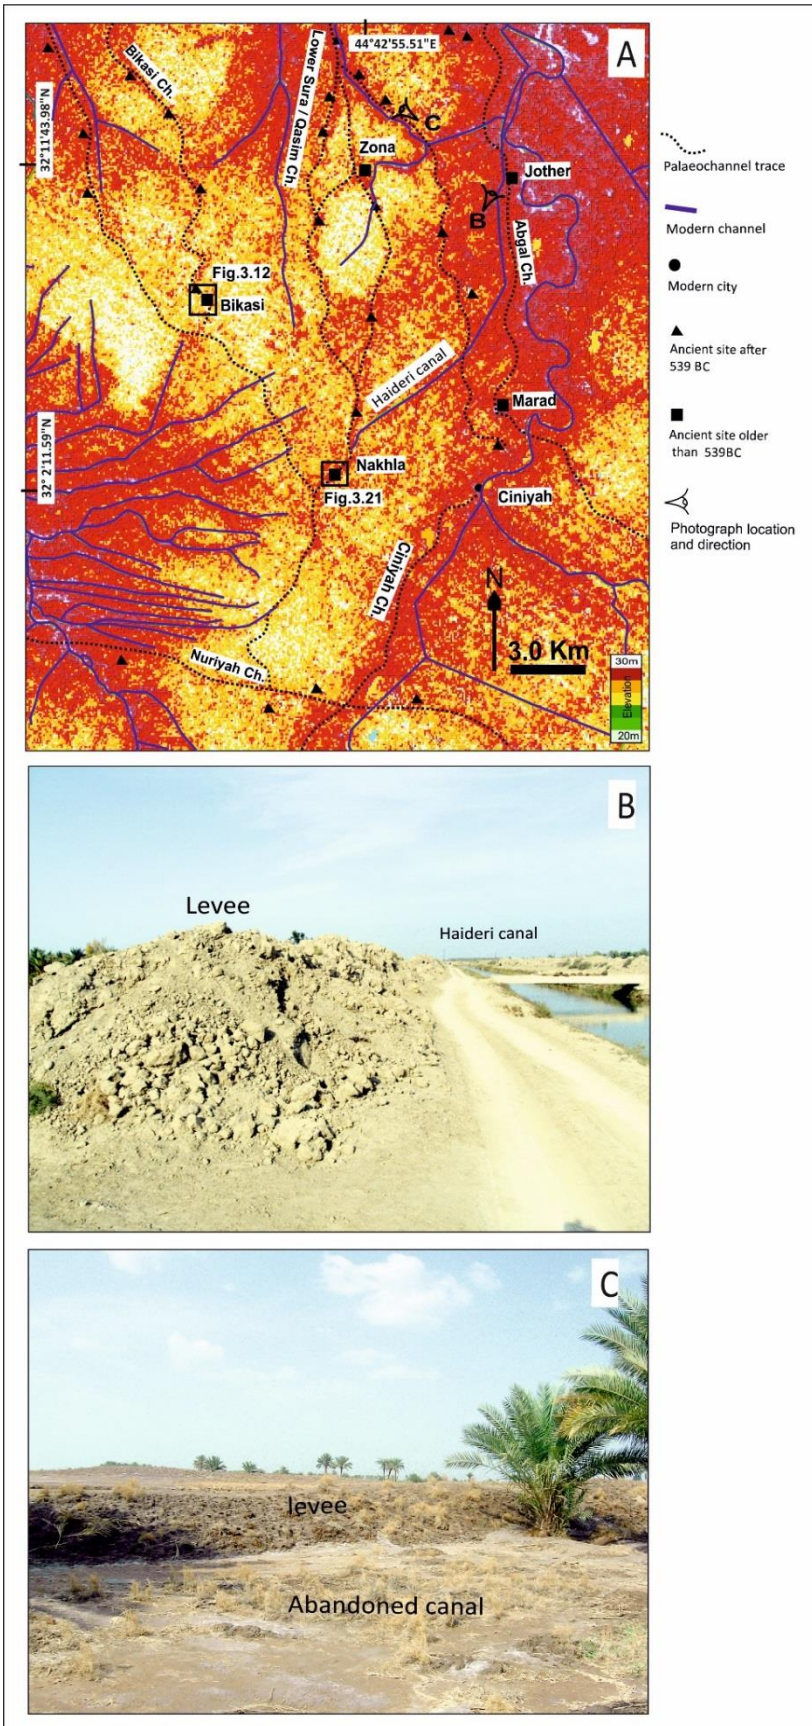 A
44°42'55.51"E
Bikasi Ch.
Lower Sura / Qasim Ch.
32°11'43.98"N
C
Zona
Jother
B
Abgal Ch.
Fig.3.12
Bikasi
Haideri canal
Marad
32° 2'11.59"N
Nakhla
Fig.3.21
Ciniyah
Ciniyah Ch.
N
3.0 Km
Nuriyah Ch.
30m
Elevation
20m
Palaeochannel trace
Modern channel
Modern city
Ancient site after
539 BC
Ancient site older
than 539BC
Photograph location
and direction
B
Levee
Haideri canal
C
levee
Abandoned canal